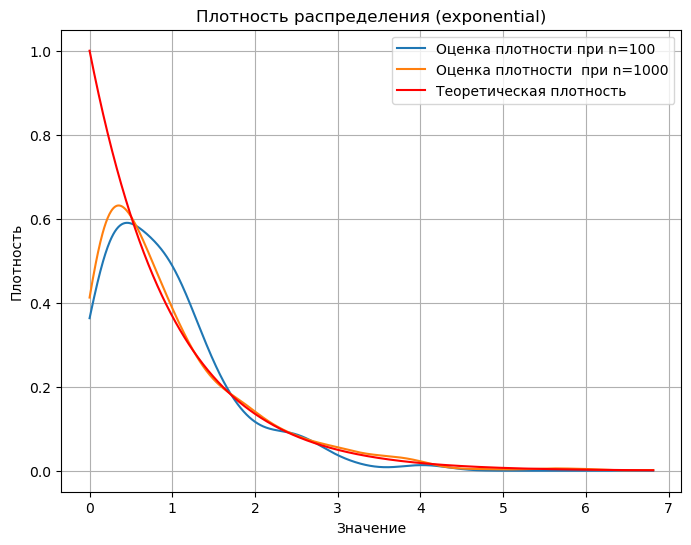 Плотность распределения (exponential)
Оценка плотности при n=100
Оценка плотности  при n=1000
Теоретическая плотность
Плотность
1.0
0.8
0.6
0.4
0.2
0.0
0 1 2 3 4 5 6 7
Значение